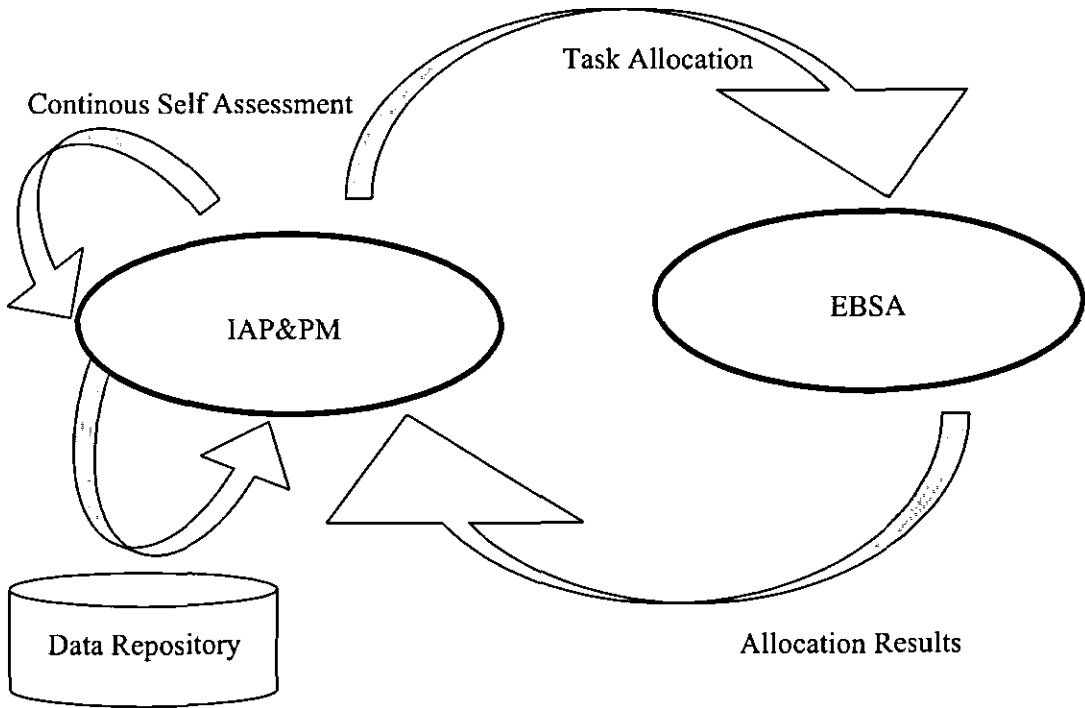 Task Allocation
Continous Self Assessment
IAP&PM
EBSA
Data Repository
Allocation Results